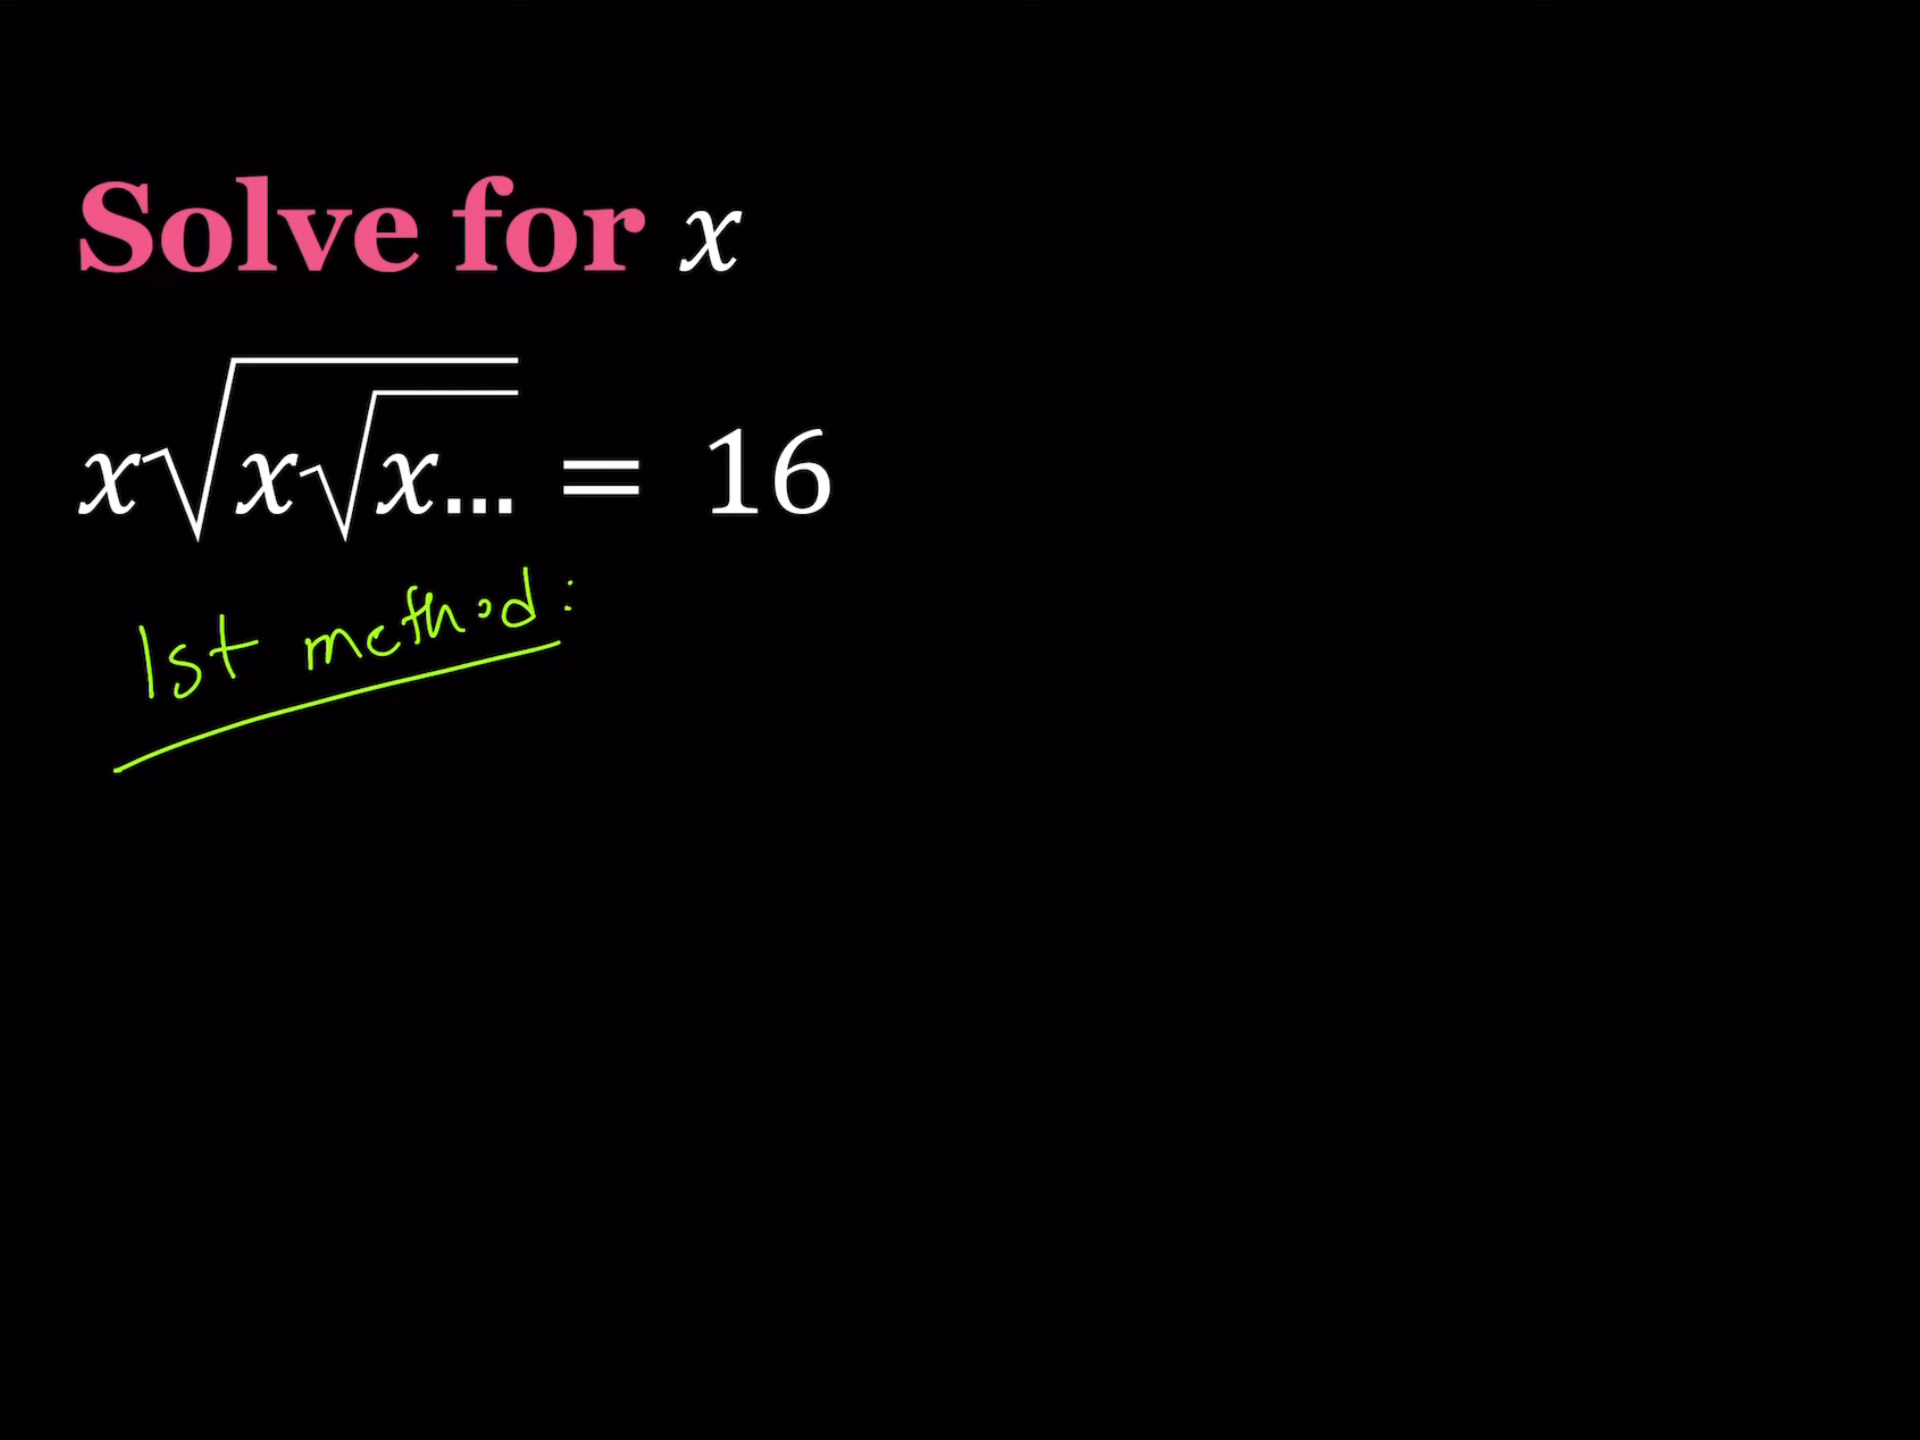 Solve for x
x√x√x... = 16
1st method: